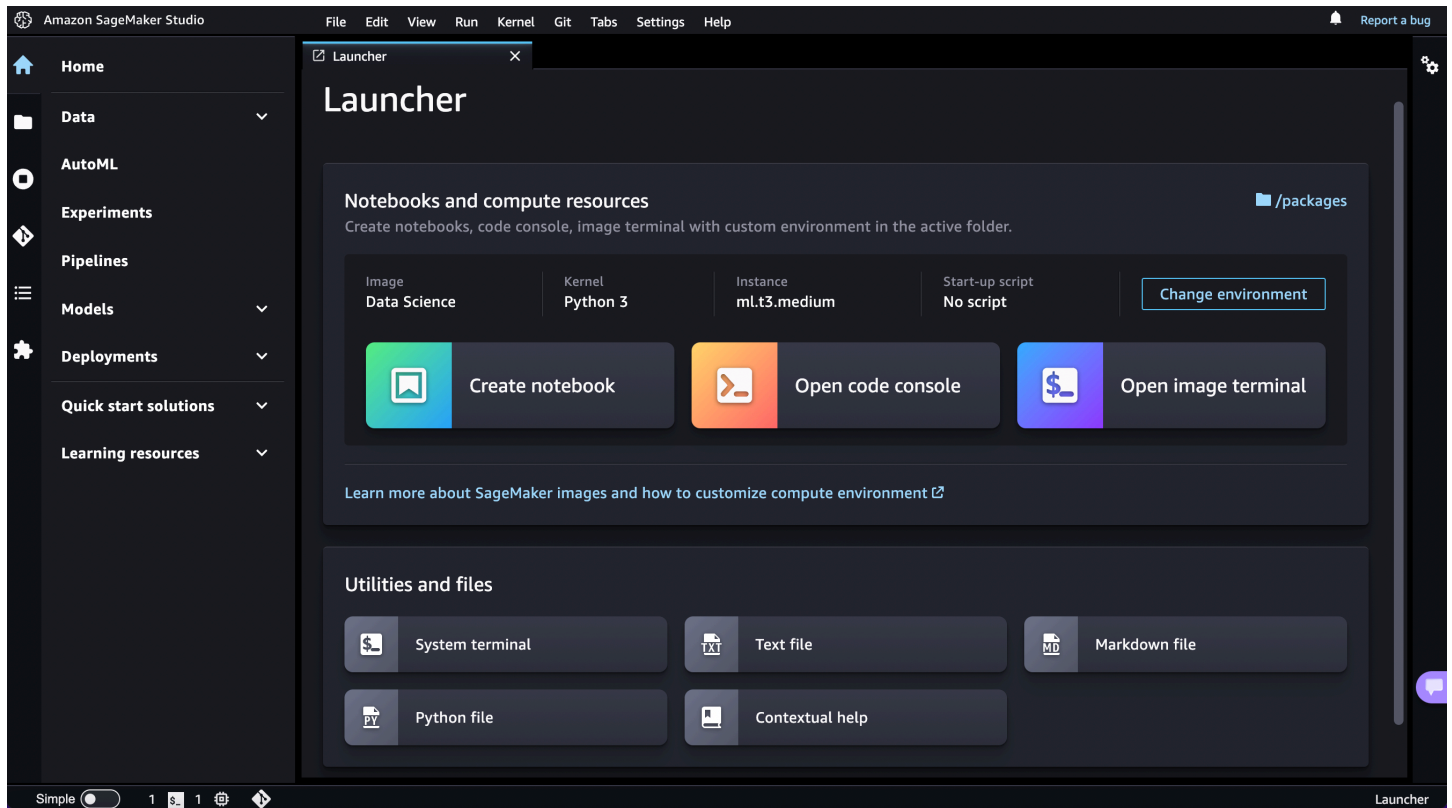 Amazon SageMaker Studio
File Edit View Run Kernel Git Tabs Settings Help
Report a bug
Home
Data
AutoML
Experiments
Pipelines
Models
Deployments
Quick start solutions
Learning resources
Launcher
Launcher
Notebooks and compute resources
/packages
Create notebooks, code console, image terminal with custom environment in the active folder.
Image
Data Science
Kernel
Python 3
Instance
ml.t3.medium
Start-up script
No script
Change environment
Create notebook
Open code console
$_
Open image terminal
Learn more about SageMaker images and how to customize compute environment
Utilities and files
$_
System terminal
TXT
Text file
MD
Markdown file
PY
Python file
Contextual help
Simple 1 $_ 1
Launcher